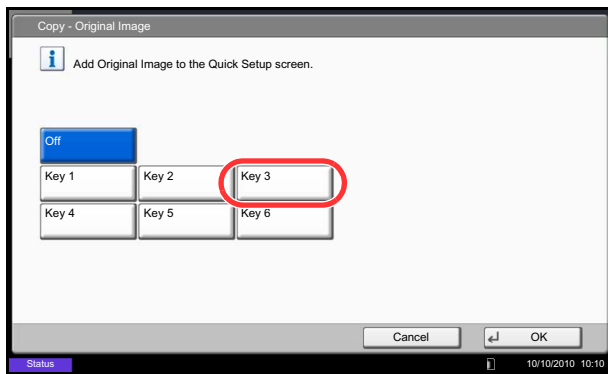 Copy - Original Image
i Add Original Image to the Quick Setup screen.
Off
Key 1 Key 2 Key 3
Key 4 Key 5 Key 6
Cancel OK
Status 10/10/2010 10:10